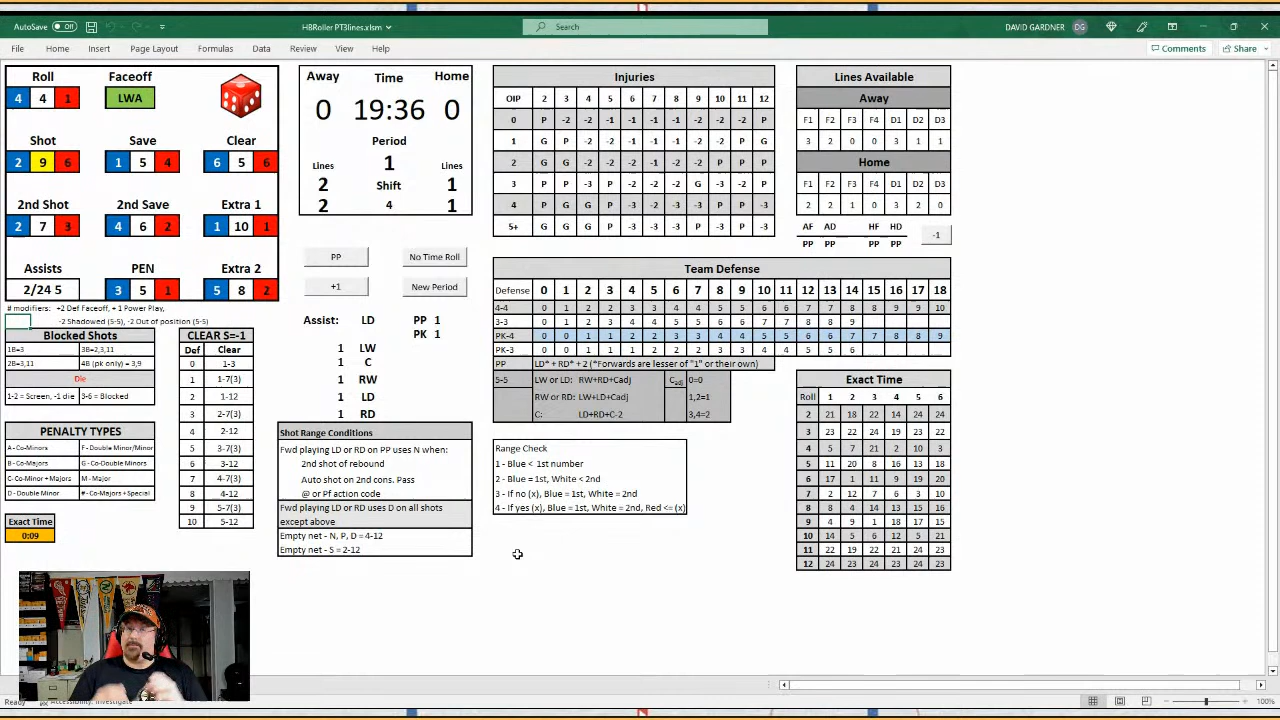 AutoSave Off HBRoller PT3lines.xlsm Search DAVID GARDNER DG
File Home Insert Page Layout Formulas Data Review View Help Comments Share
Roll Faceoff
4 4 1 LWA
Shot Save Clear
2 9 6 1 5 4 6 5 6
2nd Shot 2nd Save Extra 1
2 7 3 4 6 2 1 10 1
Assists PEN Extra 2
2/24 5 3 5 1 5 8 2
# modifiers: +2 Def Faceoff, + 1 Power Play,
-2 Shadowed (5-5), -2 Out of position (5-5)
Blocked Shots
1B=3 3B=2,3,11
2B=3,11 4B (pk only) = 3,9
Die
1-2 = Screen, -1 die 3-6 = Blocked
PENALTY TYPES
A - Co-Minors F - Double Minor/Minor
B - Co-Majors G - Co-Double Minors
C- Co-Minor + Majors M - Major
D - Double Minor # - Co-Majors + Special
Exact Time
0:09
CLEAR S=-1
Def Clear
0 1-3
1 1-7(3)
2 1-12
3 2-7(3)
4 2-12
5 3-7(3)
6 3-12
7 4-7(3)
8 4-12
9 5-7(3)
10 5-12
Away Time Home
0 19:36 0
Period
Lines 1 Lines
2 Shift 1
2 4 1
PP No Time Roll
+1 New Period
Assist: LD PP 1
PK 1
1 LW
1 C
1 RW
1 LD
1 RD
Shot Range Conditions
Fwd playing LD or RD on PP uses N when:
2nd shot of rebound
Auto shot on 2nd cons. Pass
@ or Pf action code
Fwd playing LD or RD uses D on all shots
except above
Empty net - N, P, D = 4-12
Empty net - S = 2-12
Injuries
OIP 2 3 4 5 6 7 8 9 10 11 12
0 P -2 -2 -1 -1 -1 -1 -2 -2 -2 P
1 G P -2 -2 -1 -1 -2 -2 -2 P G
2 G G -2 -2 -2 -1 -2 -2 P P G
3 P P -3 P -2 -2 -2 G -3 -2 P
4 P P P P -3 -2 -3 -3 -2 P -3
5+ G G G P -3 -3 -3 -3 -2 P -3
Team Defense
Defense 0 1 2 3 4 5 6 7 8 9 10 11 12 13 14 15 16 17 18
4-4 0 1 2 2 3 3 4 4 5 5 6 6 7 7 8 8 9 9 10
3-3 0 1 2 3 4 4 5 5 6 6 7 7 8 8 9
PK-4 0 0 1 1 2 2 3 3 4 4 5 5 6 6 7 7 8 8 9
PK-3 0 0 1 1 1 2 2 2 3 3 4 4 5 5 6
PP LD* + RD* + 2 (*Forwards are lesser of "1" or their own)
5-5 LW or LD: RW+RD+Cadj Cadj 0=0
RW or RD: LW+LD+Cadj 1,2=1
C: LD+RD+C-2 3,4=2
Range Check
1 - Blue < 1st number
2 - Blue = 1st, White < 2nd
3 - If no (x), Blue = 1st, White = 2nd
4 - If yes (x), Blue = 1st, White = 2nd, Red <= (x)
Lines Available
Away
F1 F2 F3 F4 D1 D2 D3
3 2 0 0 3 1 1
Home
F1 F2 F3 F4 D1 D2 D3
2 2 1 0 3 2 0
AF AD HF HD -1
PP PP PP PP
Exact Time
Roll 1 2 3 4 5 6
2 21 18 22 14 24 24
3 23 22 24 19 23 22
4 5 7 21 2 10 3
5 11 20 8 16 13 18
6 17 1 11 9 19 20
7 2 12 7 6 3 10
8 8 4 13 14 15 16
9 4 9 1 18 17 15
10 14 5 6 12 5 21
11 22 19 22 21 24 23
12 24 23 24 23 24 23
Ready Accessibility: Investigate 100%